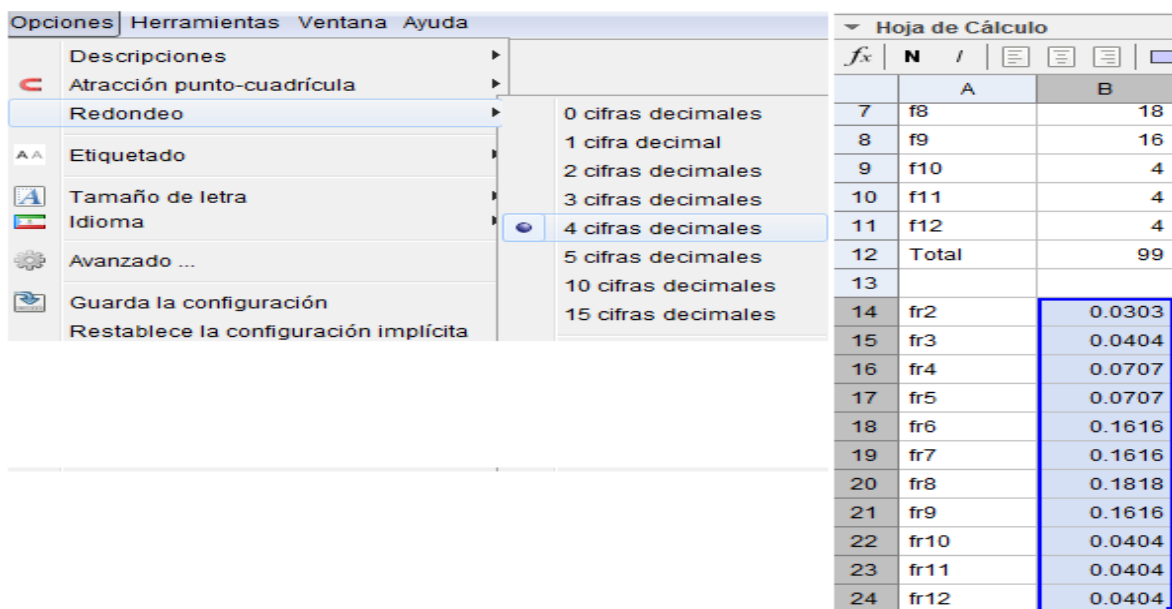 Opciones Herramientas Ventana Ayuda
Descripciones
Atracción punto-cuadrícula
Redondeo
AA Etiquetado
A Tamaño de letra
Idioma
Avanzado ...
Guarda la configuración
Restablece la configuración implícita
0 cifras decimales
1 cifra decimal
2 cifras decimales
3 cifras decimales
4 cifras decimales
5 cifras decimales
10 cifras decimales
15 cifras decimales
Hoja de Cálculo
fx N I
A B
7 f8 18
8 f9 16
9 f10 4
10 f11 4
11 f12 4
12 Total 99
13
14 fr2 0.0303
15 fr3 0.0404
16 fr4 0.0707
17 fr5 0.0707
18 fr6 0.1616
19 fr7 0.1616
20 fr8 0.1818
21 fr9 0.1616
22 fr10 0.0404
23 fr11 0.0404
24 fr12 0.0404